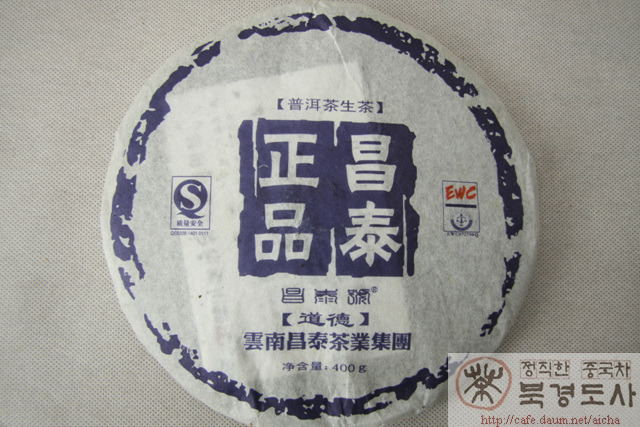 【普洱茶生茶】
昌泰
正品
QS
质量安全
EWC
昌泰號®
【道德】
雲南昌泰茶業集團
净含量: 400g
정직한 중국차
茶
북경도사
http://cafe.daum.net/aicha